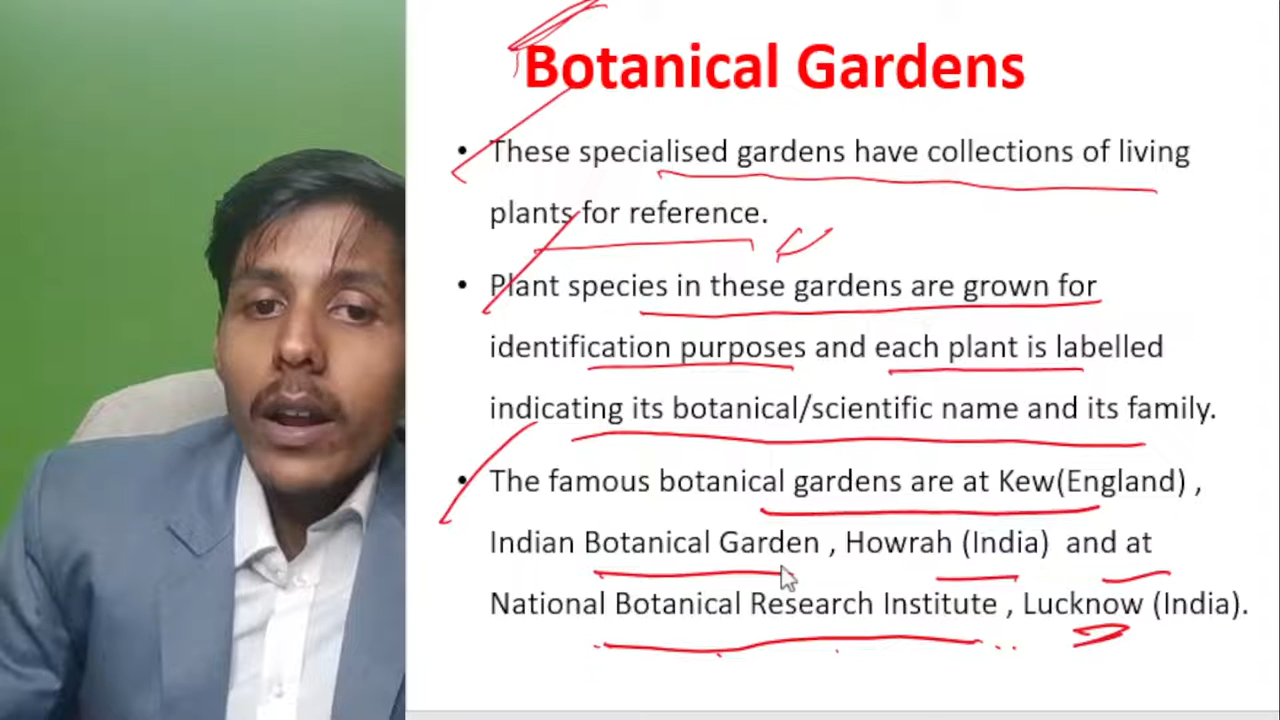 Botanical Gardens
• These specialised gardens have collections of living
plants for reference.
• Plant species in these gardens are grown for
identification purposes and each plant is labelled
indicating its botanical/scientific name and its family.
• The famous botanical gardens are at Kew(England) ,
Indian Botanical Garden , Howrah (India) and at
National Botanical Research Institute , Lucknow (India).